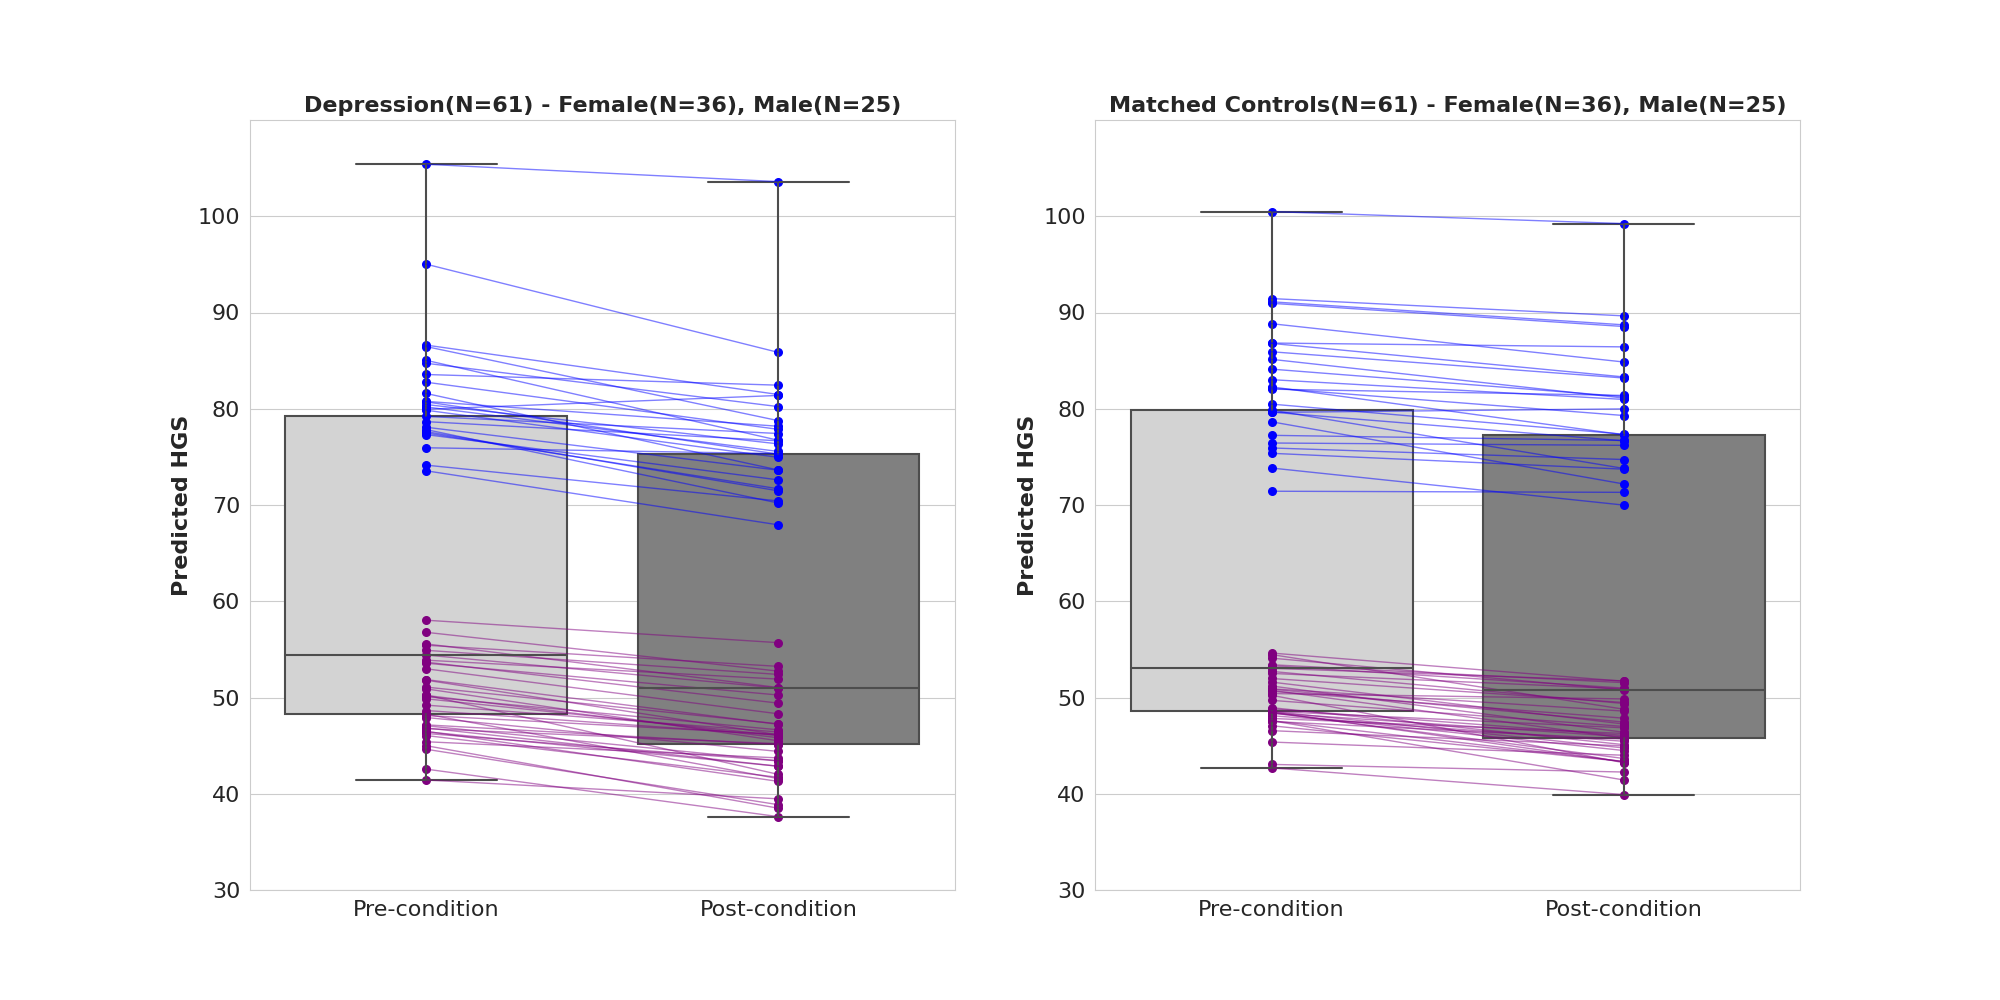 Depression(N=61) - Female(N=36), Male(N=25)
Predicted HGS
100
90
80
70
60
50
40
30
Pre-condition
Post-condition
Matched Controls(N=61) - Female(N=36), Male(N=25)
Predicted HGS
100
90
80
70
60
50
40
30
Pre-condition
Post-condition